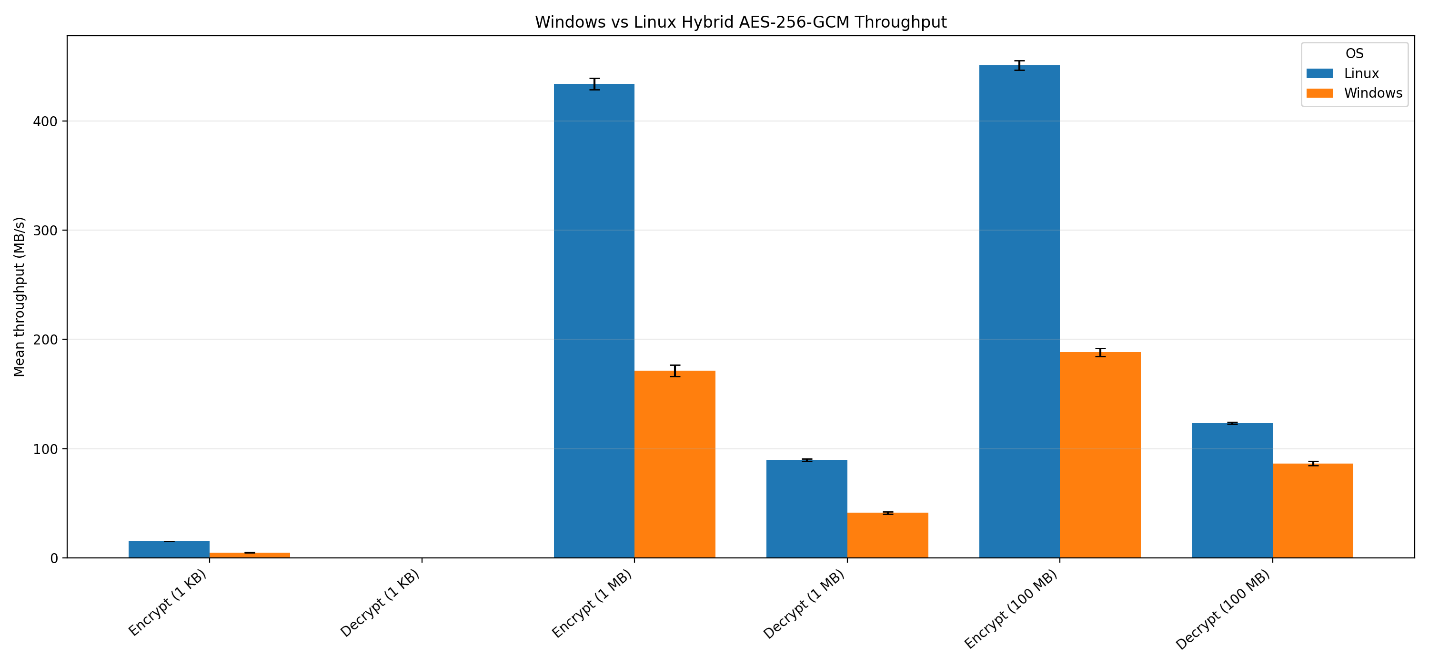 Windows vs Linux Hybrid AES-256-GCM Throughput
OS
Linux
Windows
Mean throughput (MB/s)
400
300
200
100
0
Encrypt (1 KB)
Decrypt (1 KB)
Encrypt (1 MB)
Decrypt (1 MB)
Encrypt (100 MB)
Decrypt (100 MB)